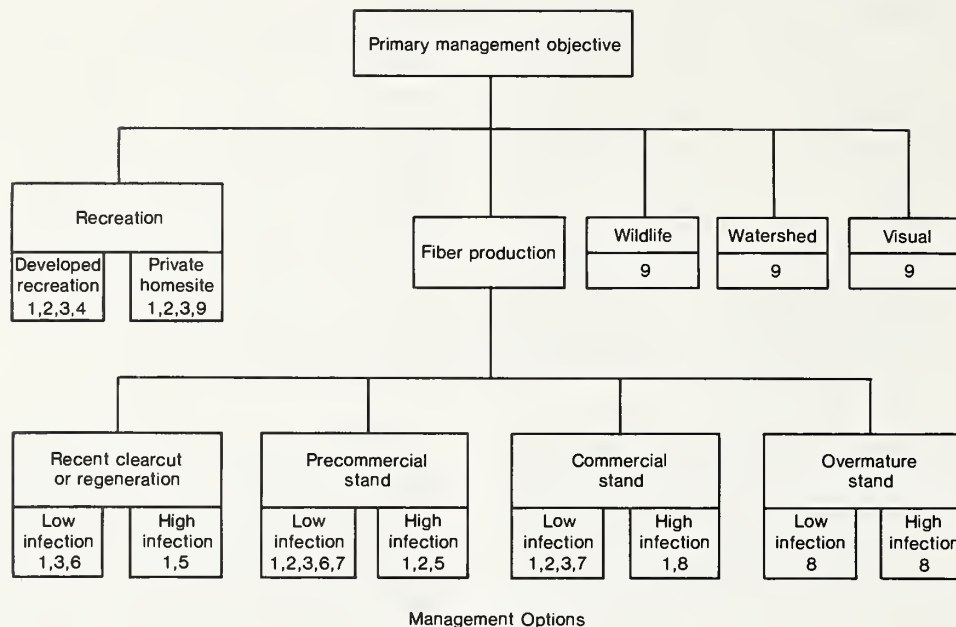 Primary management objective
Recreation
Developed
recreation
1,2,3,4
Private
homesite
1,2,3,9
Fiber production
Wildlife
9
Watershed
9
Visual
9
Recent clearcut
or regeneration
Low
infection
1,3,6
High
infection
1,5
Precommercial
stand
Low
infection
1,2,3,6,7
High
infection
1,2,5
Commercial
stand
Low
infection
1,2,3,7
High
infection
1,8
Overmature
stand
Low
infection
8
High
infection
8
Management Options